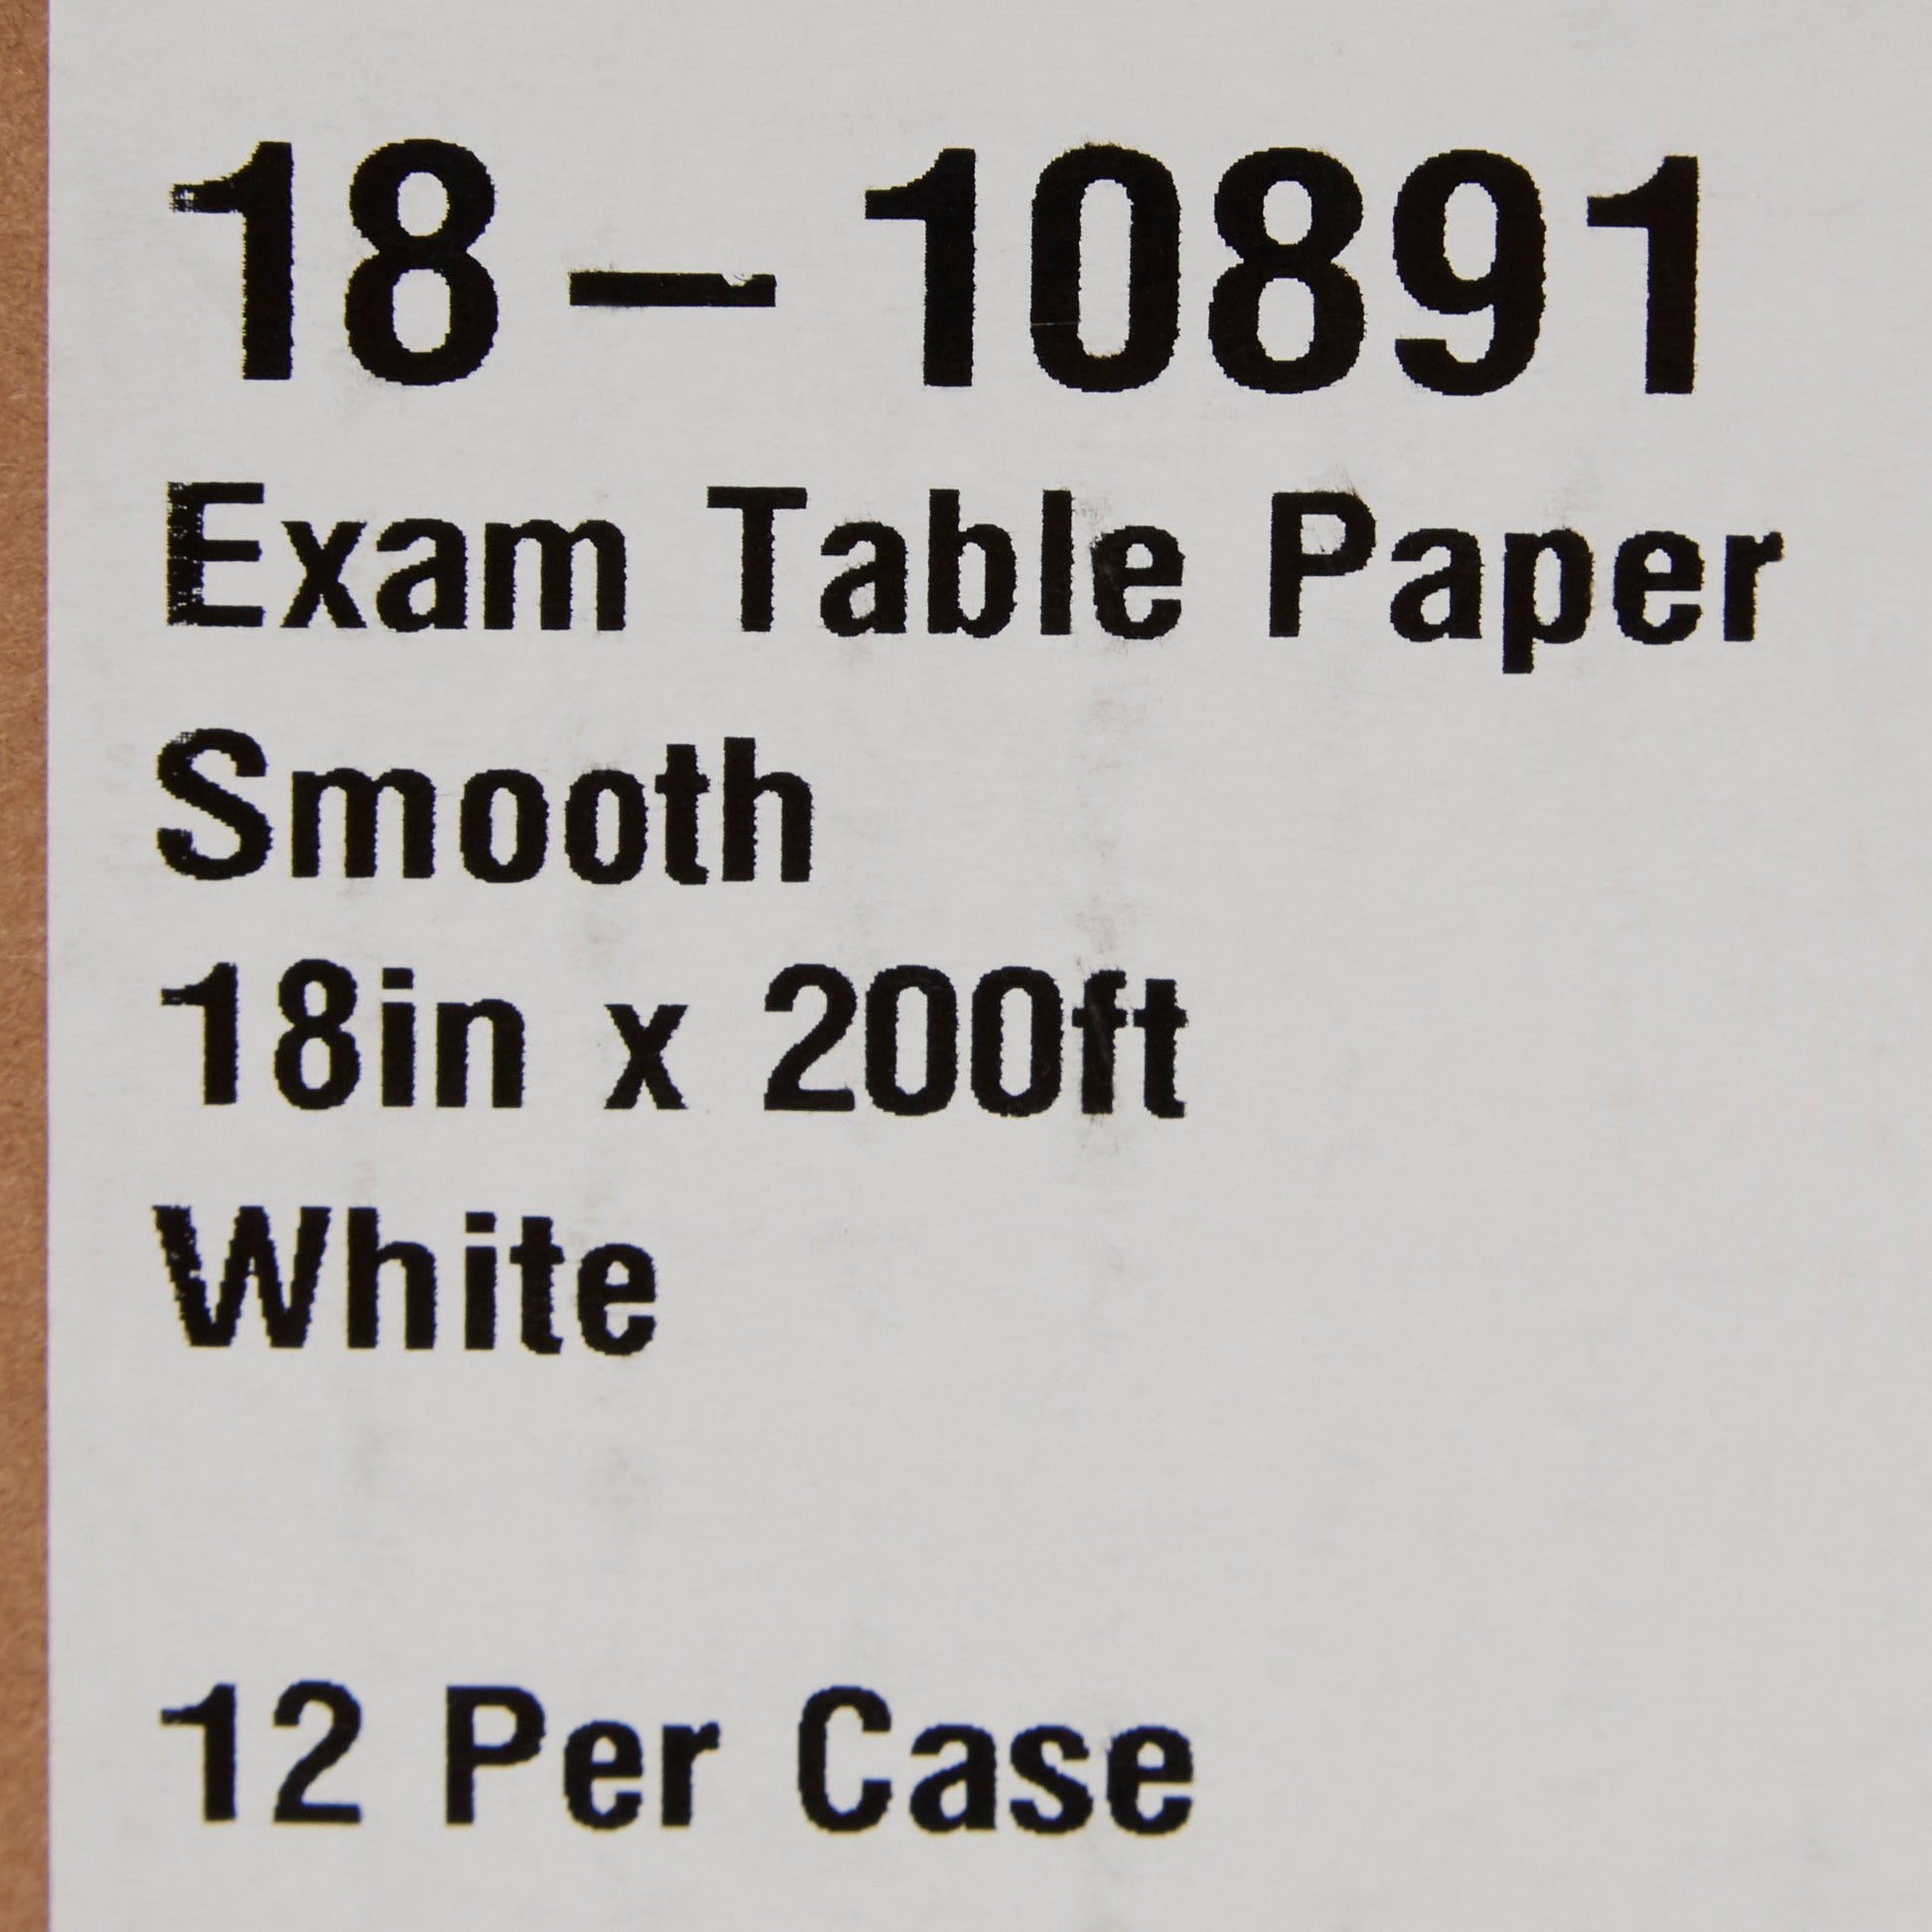 18 – 10891
Exam Table Paper
Smooth
18in x 200ft
White
12 Per Case